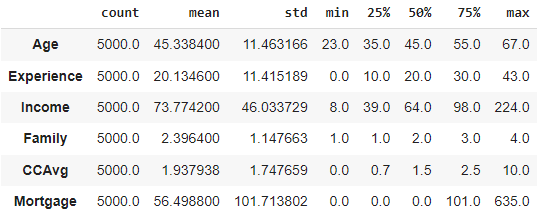 count mean std min 25% 50% 75% max
Age 5000.0 45.338400 11.463166 23.0 35.0 45.0 55.0 67.0
Experience 5000.0 20.134600 11.415189 0.0 10.0 20.0 30.0 43.0
Income 5000.0 73.774200 46.033729 8.0 39.0 64.0 98.0 224.0
Family 5000.0 2.396400 1.147663 1.0 1.0 2.0 3.0 4.0
CCAvg 5000.0 1.937938 1.747659 0.0 0.7 1.5 2.5 10.0
Mortgage 5000.0 56.498800 101.713802 0.0 0.0 0.0 101.0 635.0